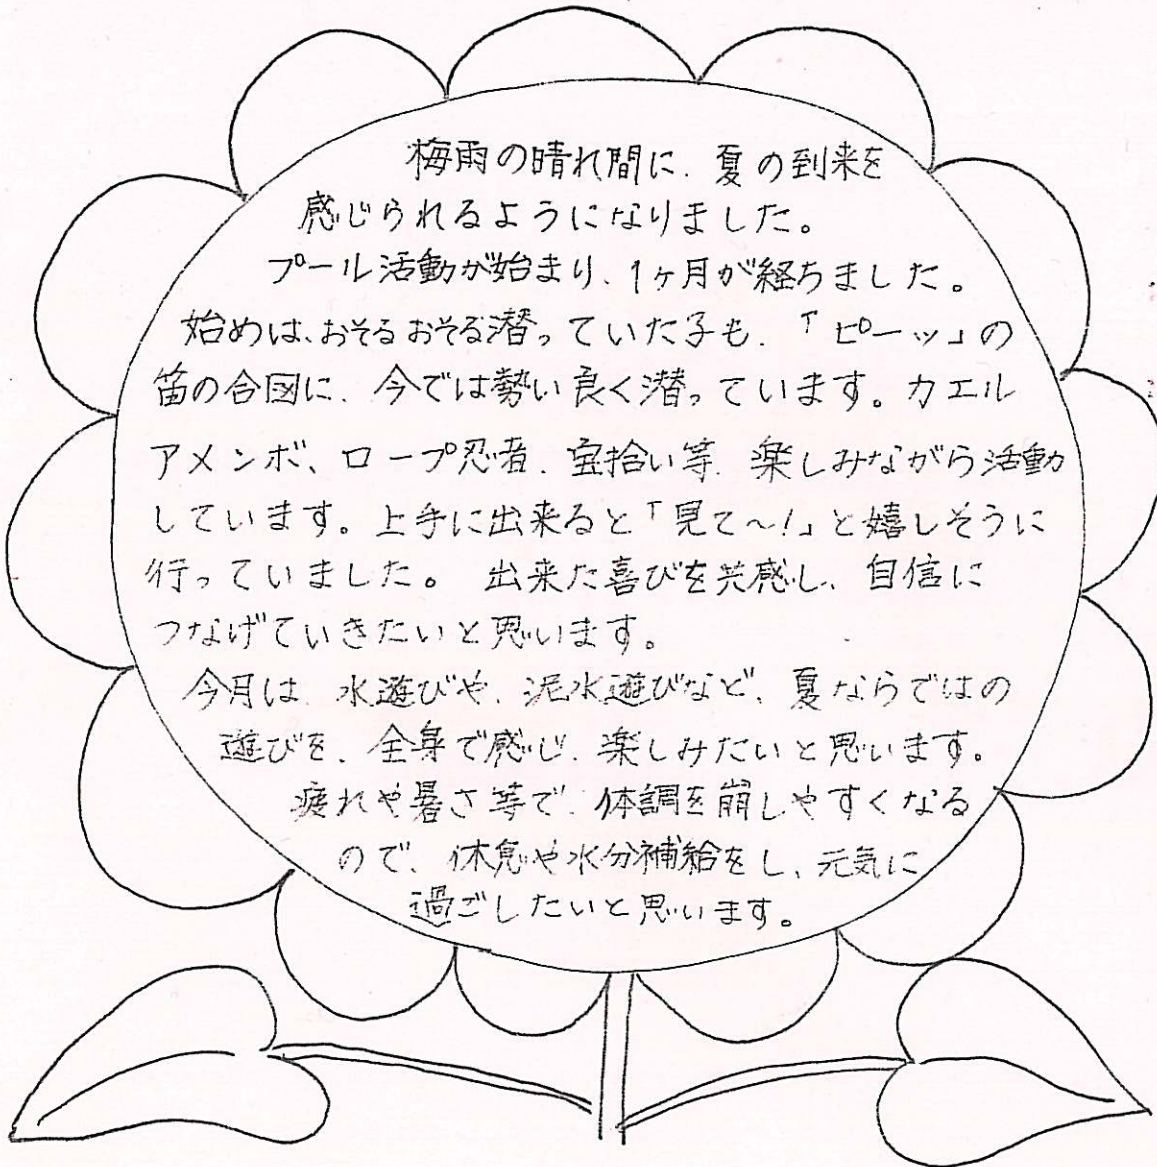 梅雨の晴れ間に、夏の到来を
感じられるようになりました。
プール活動が始まり、1ヶ月が経ちました。
始めは、おそるおそる潜っていた子も、「ピーッ」の
笛の合図に、今では勢い良く潜っています。カエル
アメンボ、ロープ忍者、宝拾い等、楽しみながら活動
しています。上手に出来ると「見て〜!」と嬉しそうに
行っていました。 出来た喜びを共感し、自信に
つなげていきたいと思います。
今月は、水遊びや、泥水遊びなど、夏ならではの
遊びを、全身で感じ、楽しみたいと思います。
疲れや暑さ等で、体調を崩しやすくなる
ので、休息や水分補給をし、元気に
過ごしたいと思います。